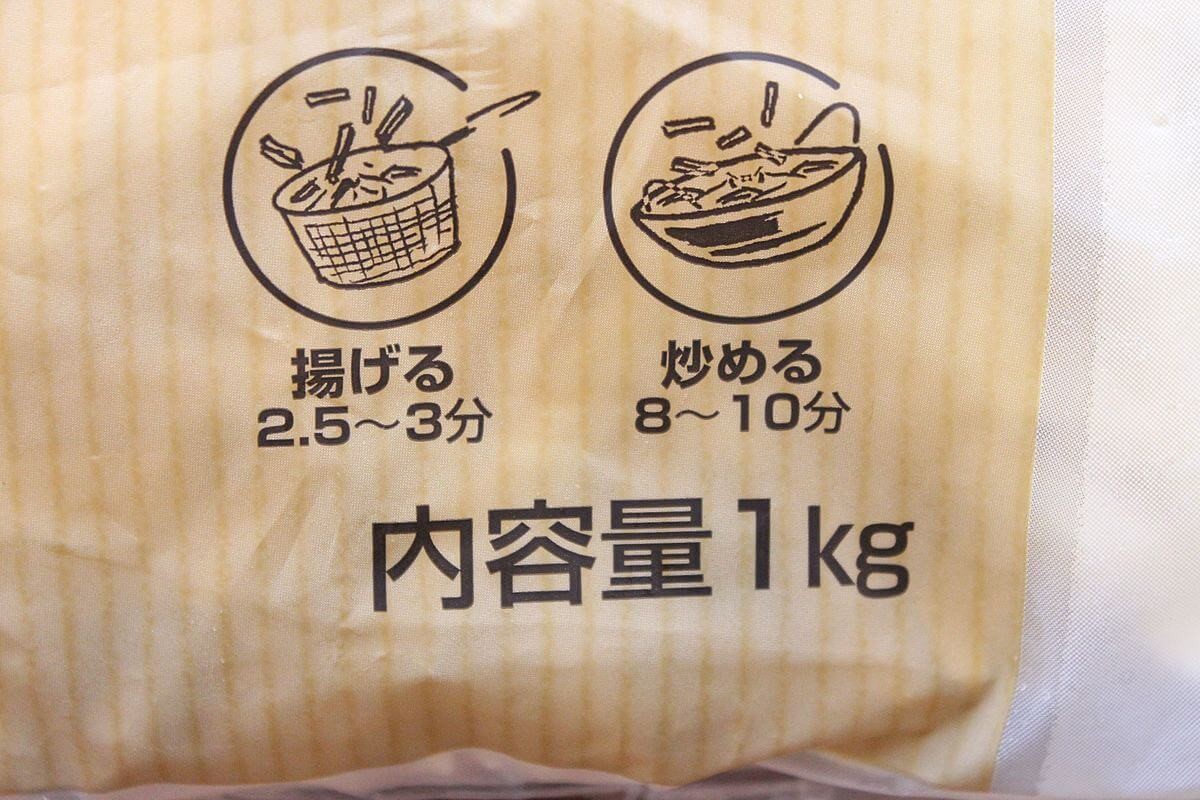 揚げる
2.5〜3分
炒める
8〜10分
内容量1kg